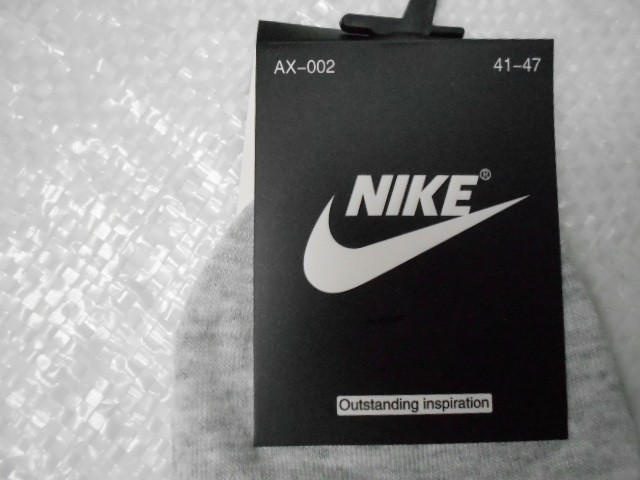 AX-002
41-47
NIKE®
Outstanding inspiration